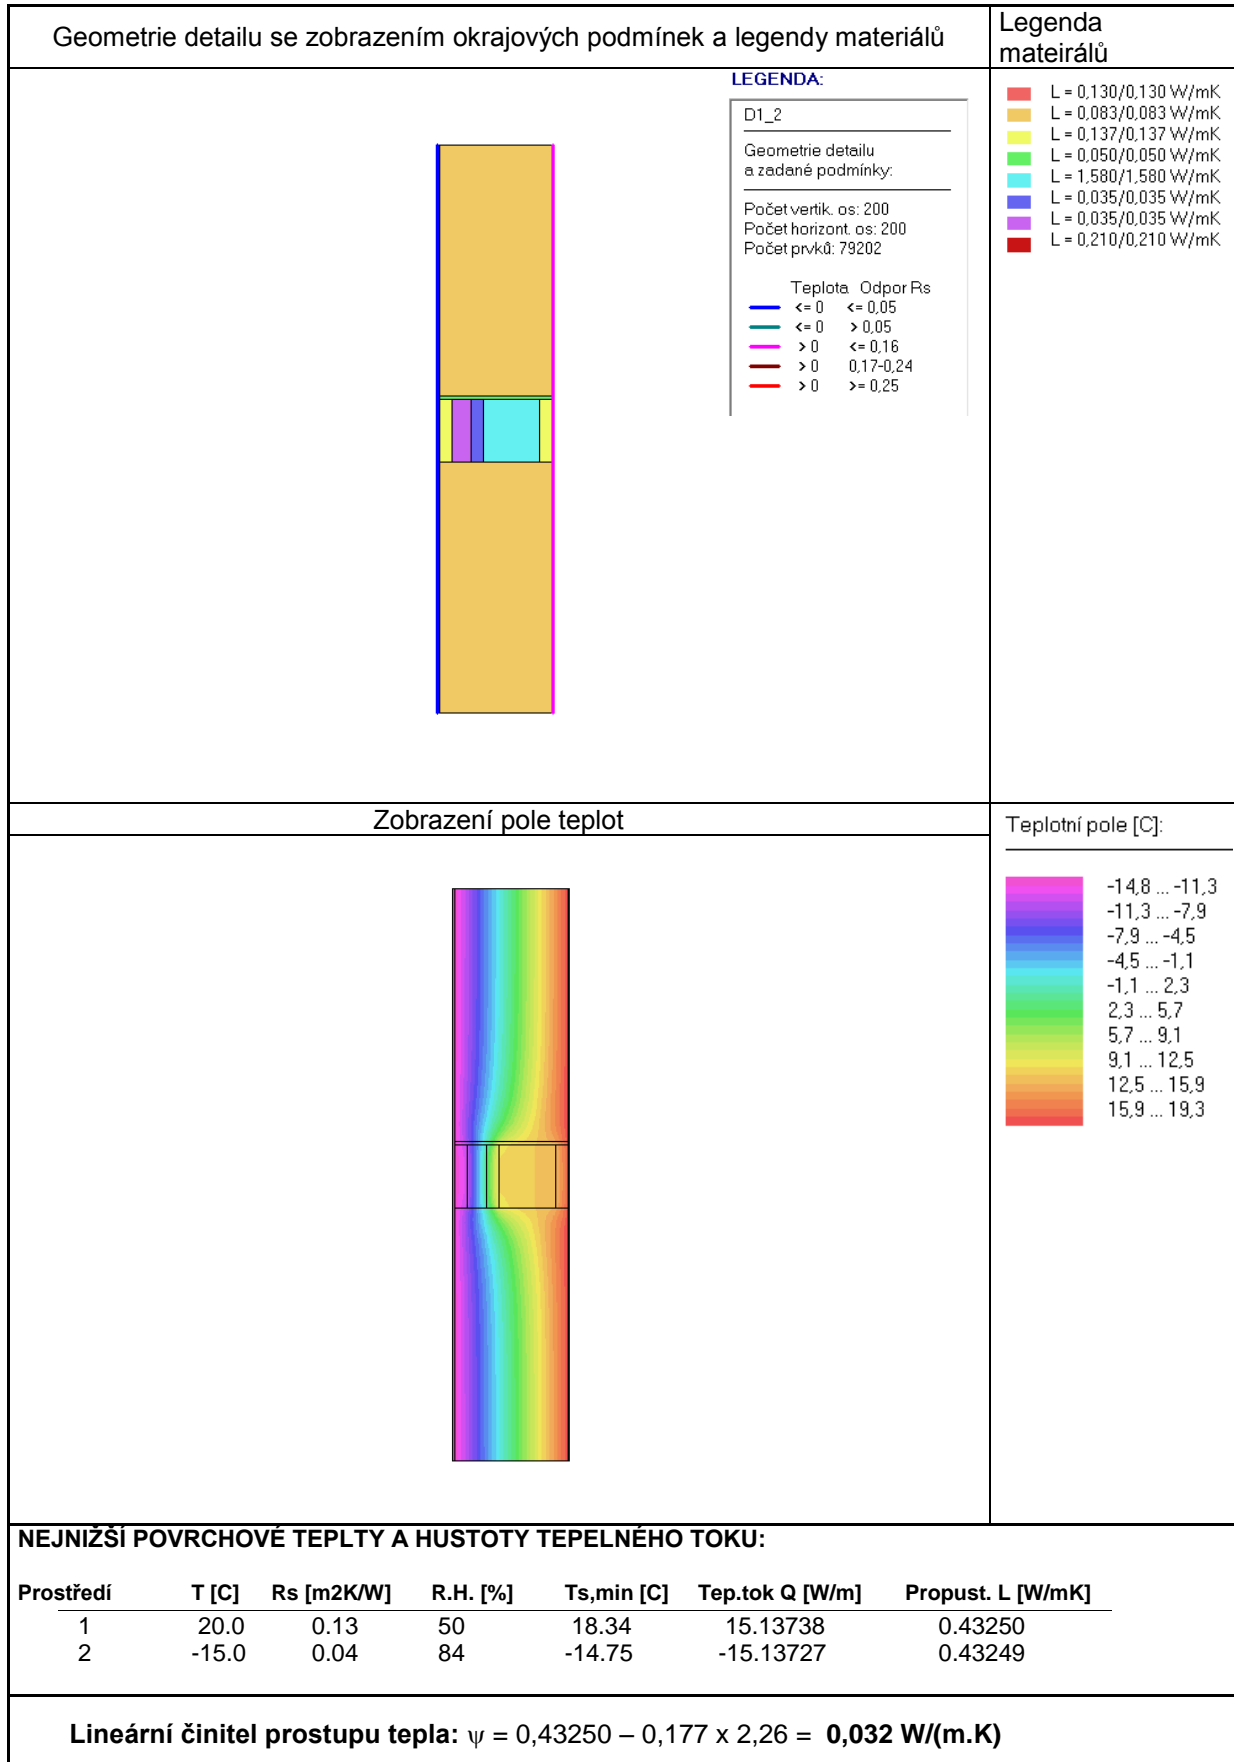 Geometrie detailu se zobrazením okrajových podmínek a legendy materiálů
Legenda
mateirálů
LEGENDA:
D1_2
Geometrie detailu
a zadané podmínky:
Počet vertik. os: 200
Počet horizont. os: 200
Počet prvků: 79202
Teplota Odpor Rs
<= 0 <= 0,05
<= 0 > 0,05
> 0 <= 0,16
> 0 0,17-0,24
> 0 >= 0,25
L = 0,130/0,130 W/mK
L = 0,083/0,083 W/mK
L = 0,137/0,137 W/mK
L = 0,050/0,050 W/mK
L = 1,580/1,580 W/mK
L = 0,035/0,035 W/mK
L = 0,035/0,035 W/mK
L = 0,210/0,210 W/mK
Zobrazení pole teplot
Teplotní pole [C]:
-14,8 ... -11,3
-11,3 ... -7,9
-7,9 ... -4,5
-4,5 ... -1,1
-1,1 ... 2,3
2,3 ... 5,7
5,7 ... 9,1
9,1 ... 12,5
12,5 ... 15,9
15,9 ... 19,3
NEJNIŽŠÍ POVRCHOVÉ TEPLTY A HUSTOTY TEPELNÉHO TOKU:
Prostředí T [C] Rs [m2K/W] R.H. [%] Ts,min [C] Tep.tok Q [W/m] Propust. L [W/mK]
1 20.0 0.13 50 18.34 15.13738 0.43250
2 -15.0 0.04 84 -14.75 -15.13727 0.43249
Lineární činitel prostupu tepla: ψ = 0,43250 – 0,177 x 2,26 = 0,032 W/(m.K)